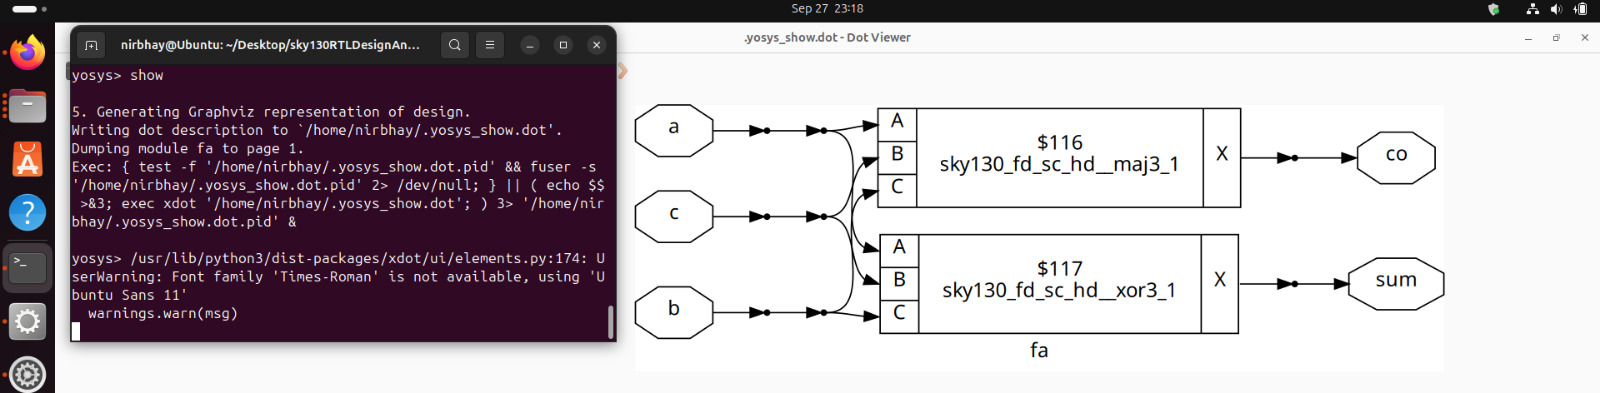 Sep 27 23:18
nirbhay@Ubuntu: ~/Desktop/sky130RTLDesignAn...
.yosys_show.dot - Dot Viewer
yosys> show
5. Generating Graphviz representation of design.
Writing dot description to `/home/nirbhay/.yosys_show.dot'.
Dumping module fa to page 1.
Exec: { test -f '/home/nirbhay/.yosys_show.dot.pid' && fuser -s
'/home/nirbhay/.yosys_show.dot.pid' 2> /dev/null; } || ( echo $$
>&3; exec xdot '/home/nirbhay/.yosys_show.dot'; ) 3> '/home/nir
bhay/.yosys_show.dot.pid' &
yosys> /usr/lib/python3/dist-packages/xdot/ui/elements.py:174: U
serWarning: Font family 'Times-Roman' is not available, using 'U
buntu Sans 11'
warnings.warn(msg)
a
c
b
A
B
C
$116
sky130_fd_sc_hd__maj3_1
X
co
A
B
C
$117
sky130_fd_sc_hd__xor3_1
X
sum
fa